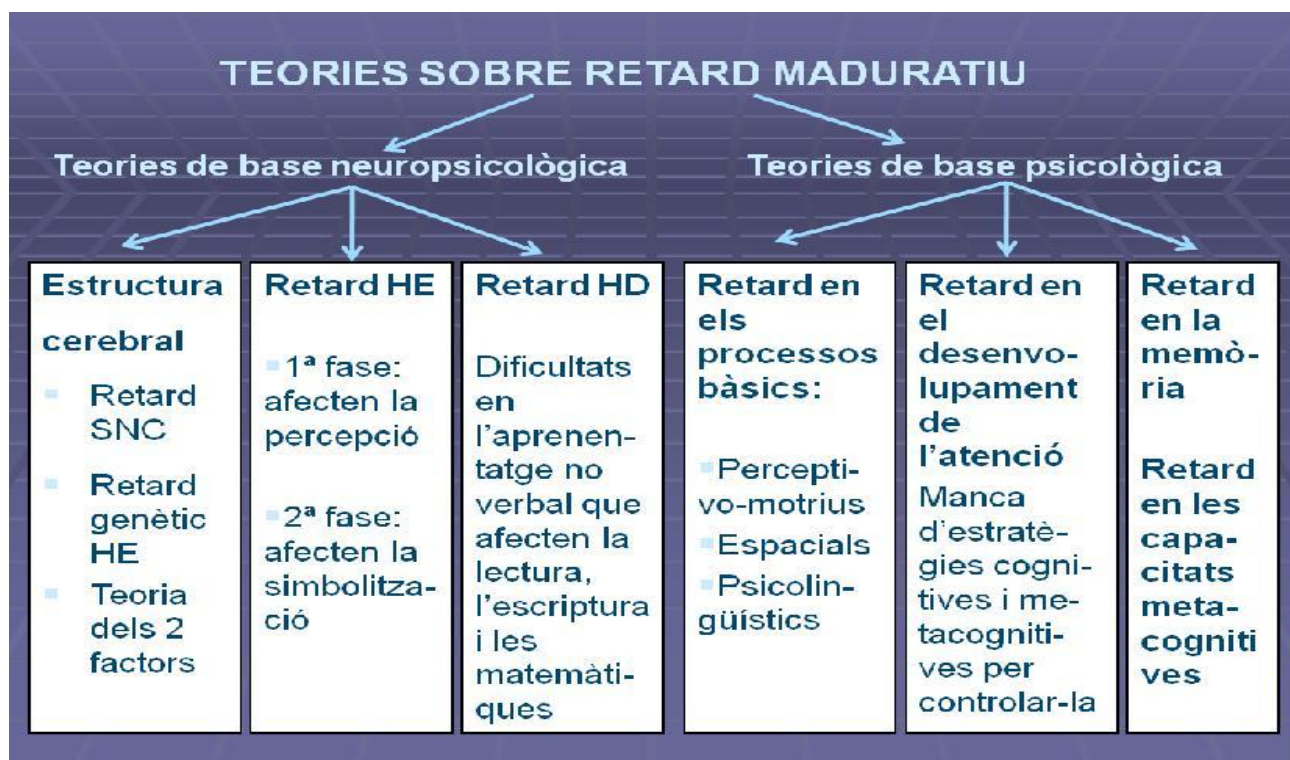 TEORIES SOBRE RETARD MADURATIU
Teories de base neuropsicològica
Teories de base psicològica
Estructura
cerebral
Retard
SNC
Retard
genètic
HE
Teoria
dels 2
factors
Retard HE
1ª fase:
afecten la
percepció
2ª fase:
afecten la
simbolitza-
ció
Retard HD
Dificultats
en
l’aprenen-
tatge no
verbal que
afecten la
lectura,
l’escriptura
i les
matemàti-
ques
Retard en
els
processos
bàsics:
Percepti-
vo-motrius
Espacials
Psicolin-
güístics
Retard en
el
desenvo-
lupament
de
l’atenció
Manca
d’estratè-
gies cogni-
tives i me-
tacogniti-
ves per
controlar-la
Retard
en la
memò-
ria
Retard
en les
capa-
citats
meta-
cogniti
ves